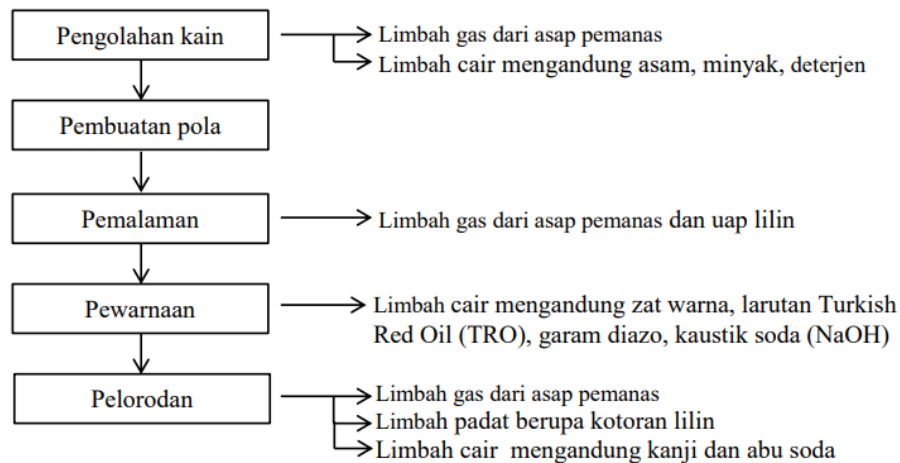 Pengolahan kain
Limbah gas dari asap pemanas
Limbah cair mengandung asam, minyak, deterjen
Pembuatan pola
Pemalaman
Limbah gas dari asap pemanas dan uap lilin
Pewarnaan
Limbah cair mengandung zat warna, larutan Turkish
Red Oil (TRO), garam diazo, kaustik soda (NaOH)
Pelorodan
Limbah gas dari asap pemanas
Limbah padat berupa kotoran lilin
Limbah cair mengandung kanji dan abu soda